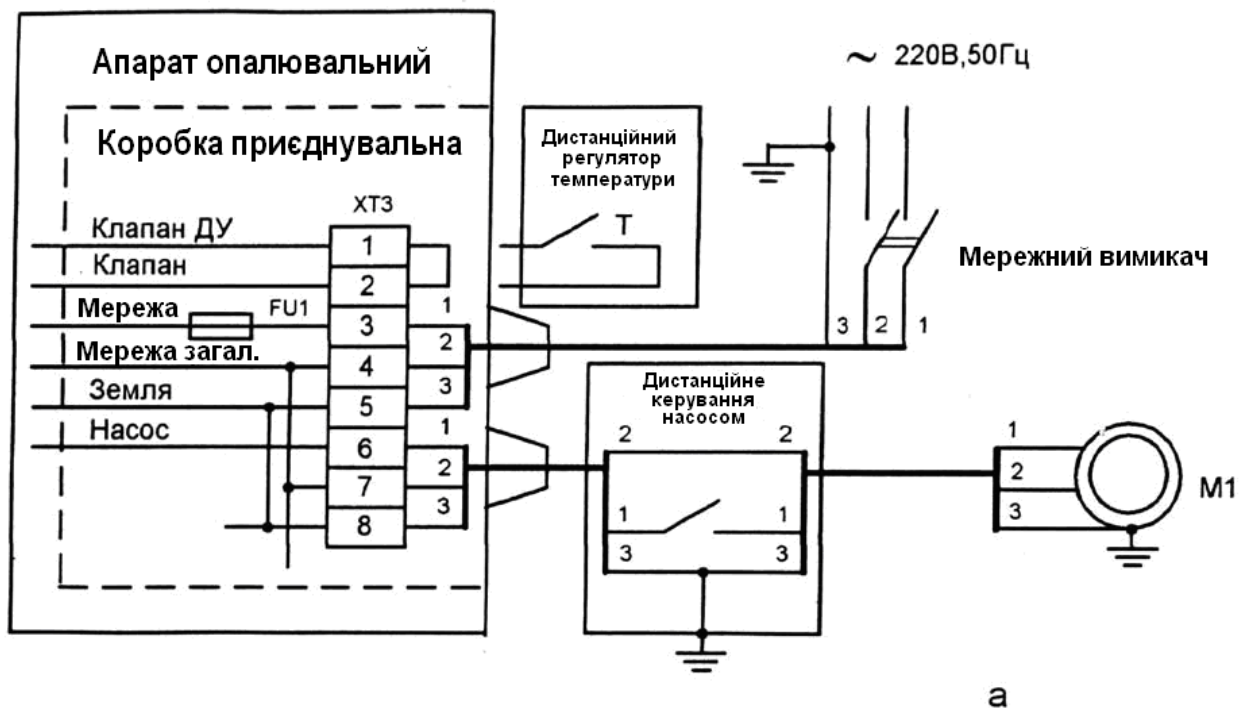 Апарат опалювальний
~ 220В,50Гц
Коробка приєднувальна
Дистанційний
регулятор
температури
XT3
Клапан ДУ
1
T
Клапан
2
Мережний вимикач
Мережа
FU1
3
1
3 2 1
Мережа загал.
4
2
Земля
5
3
Дистанційне
керування
насосом
Насос
6
1
2 2
1
7
2
2
M1
8
3
1 1
3
3 3
а